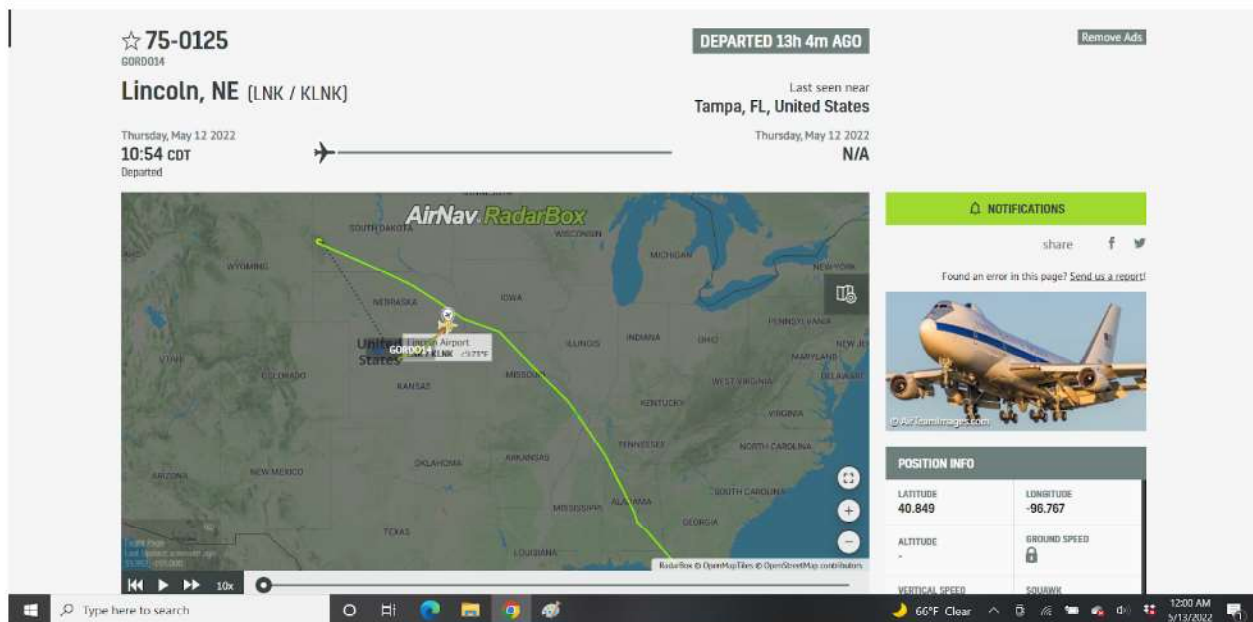 ☆ 75-0125
GORDO14
DEPARTED 13h 4m AGO
Remove Ads
Lincoln, NE (LNK / KLNK)
Last seen near
Tampa, FL, United States
Thursday, May 12 2022
10:54 CDT
Departed
Thursday, May 12 2022
N/A
AirNav.RadarBox
SOUTH DAKOTA
WISCONSIN
MICHIGAN
WYOMING
NEW YORK
NEBRASKA
IOWA
PENNSYLVANIA
United States
Lincoln Airport
GORDO14
KLNK
ILLINOIS
INDIANA
OHIO
NEW JE
MARYLAND
DELAWARE
UTAH
COLORADO
KANSAS
MISSOURI
WEST VIRGINIA
KENTUCKY
VIRGINIA
TENNESSEE
NORTH CAROLINA
ARIZONA
NEW MEXICO
OKLAHOMA
ARKANSAS
SOUTH CAROLINA
MISSISSIPPI
ALABAMA
GEORGIA
TEXAS
LOUISIANA
RadarBox © OpenMapTiles © OpenStreetMap contributors
10x
NOTIFICATIONS
share
Found an error in this page? Send us a report!
© AirTeamImages.com
POSITION INFO
LATITUDE
40.849
LONGITUDE
-96.767
ALTITUDE
-
GROUND SPEED
VERTICAL SPEED
SQUAWK
Type here to search
66°F Clear
12:00 AM
5/13/2022